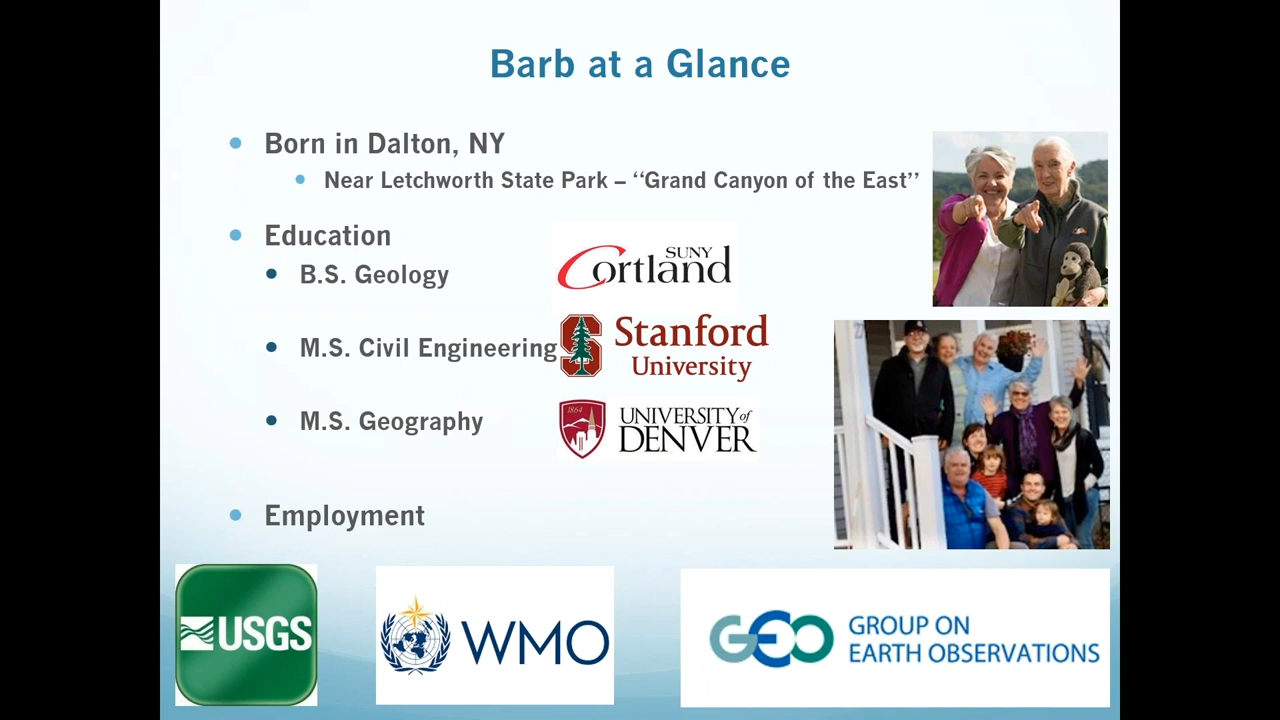 Barb at a Glance
Born in Dalton, NY
Near Letchworth State Park – “Grand Canyon of the East”
Education
B.S. Geology
SUNY
Cortland
M.S. Civil Engineering
Stanford
University
M.S. Geography
1864
UNIVERSITY of
DENVER
Employment
USGS
WMO
GEO
GROUP ON
EARTH OBSERVATIONS